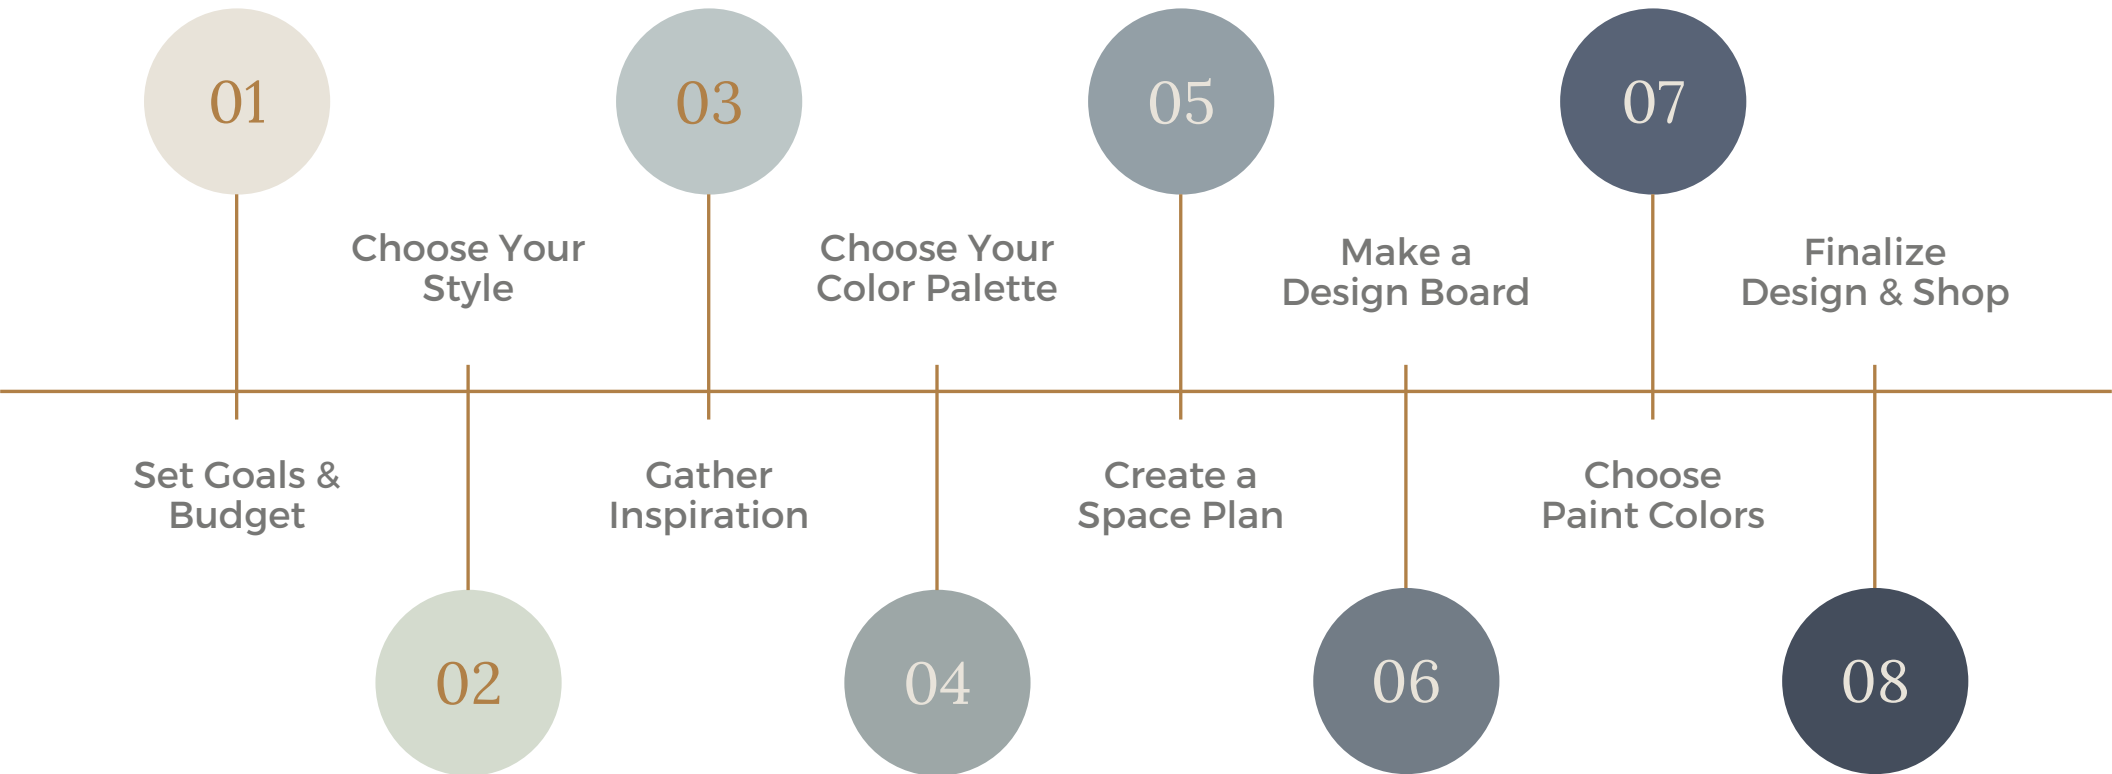 01
Set Goals &
Budget
02
Choose Your
Style
03
Gather
Inspiration
04
Choose Your
Color Palette
05
Create a
Space Plan
06
Make a
Design Board
07
Choose
Paint Colors
08
Finalize
Design & Shop